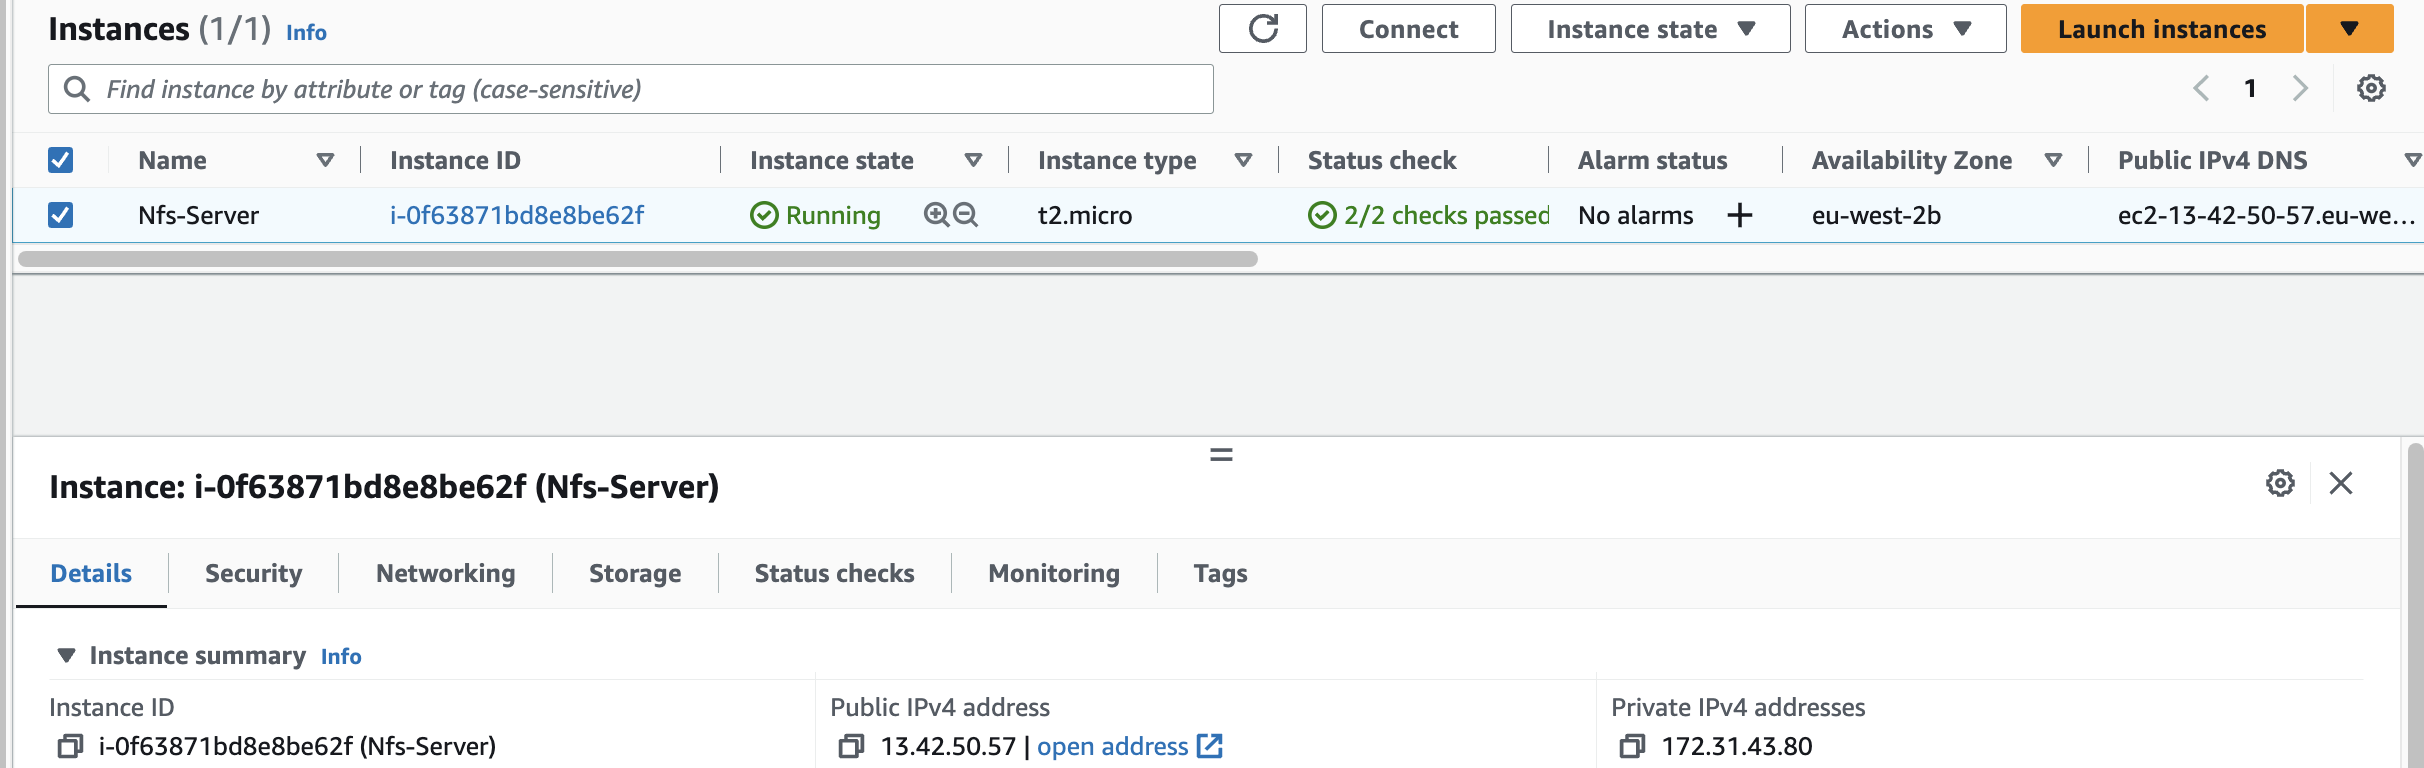 Instances (1/1) Info
Connect
Instance state
Actions
Launch instances
Find instance by attribute or tag (case-sensitive)
1
Name Instance ID Instance state Instance type Status check Alarm status Availability Zone Public IPv4 DNS
Nfs-Server i-0f63871bd8e8be62f Running t2.micro 2/2 checks passed No alarms + eu-west-2b ec2-13-42-50-57.eu-we...
Instance: i-0f63871bd8e8be62f (Nfs-Server)
Details Security Networking Storage Status checks Monitoring Tags
Instance summary Info
Instance ID
i-0f63871bd8e8be62f (Nfs-Server)
Public IPv4 address
13.42.50.57 | open address
Private IPv4 addresses
172.31.43.80